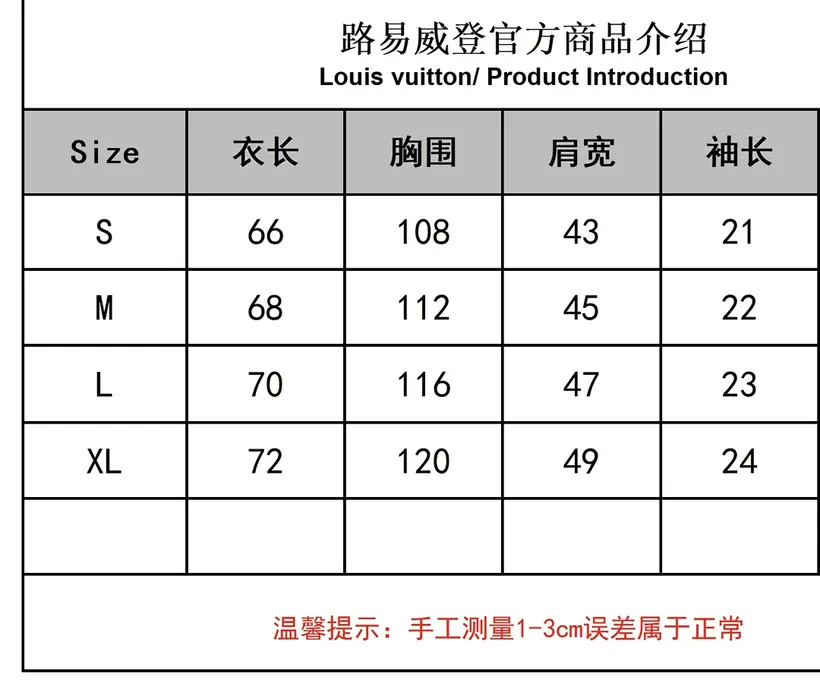 路易威登官方商品介绍
Louis vuitton/ Product Introduction
Size 衣长 胸围 肩宽 袖长
S 66 108 43 21
M 68 112 45 22
L 70 116 47 23
XL 72 120 49 24
温馨提示：手工测量1-3cm误差属于正常